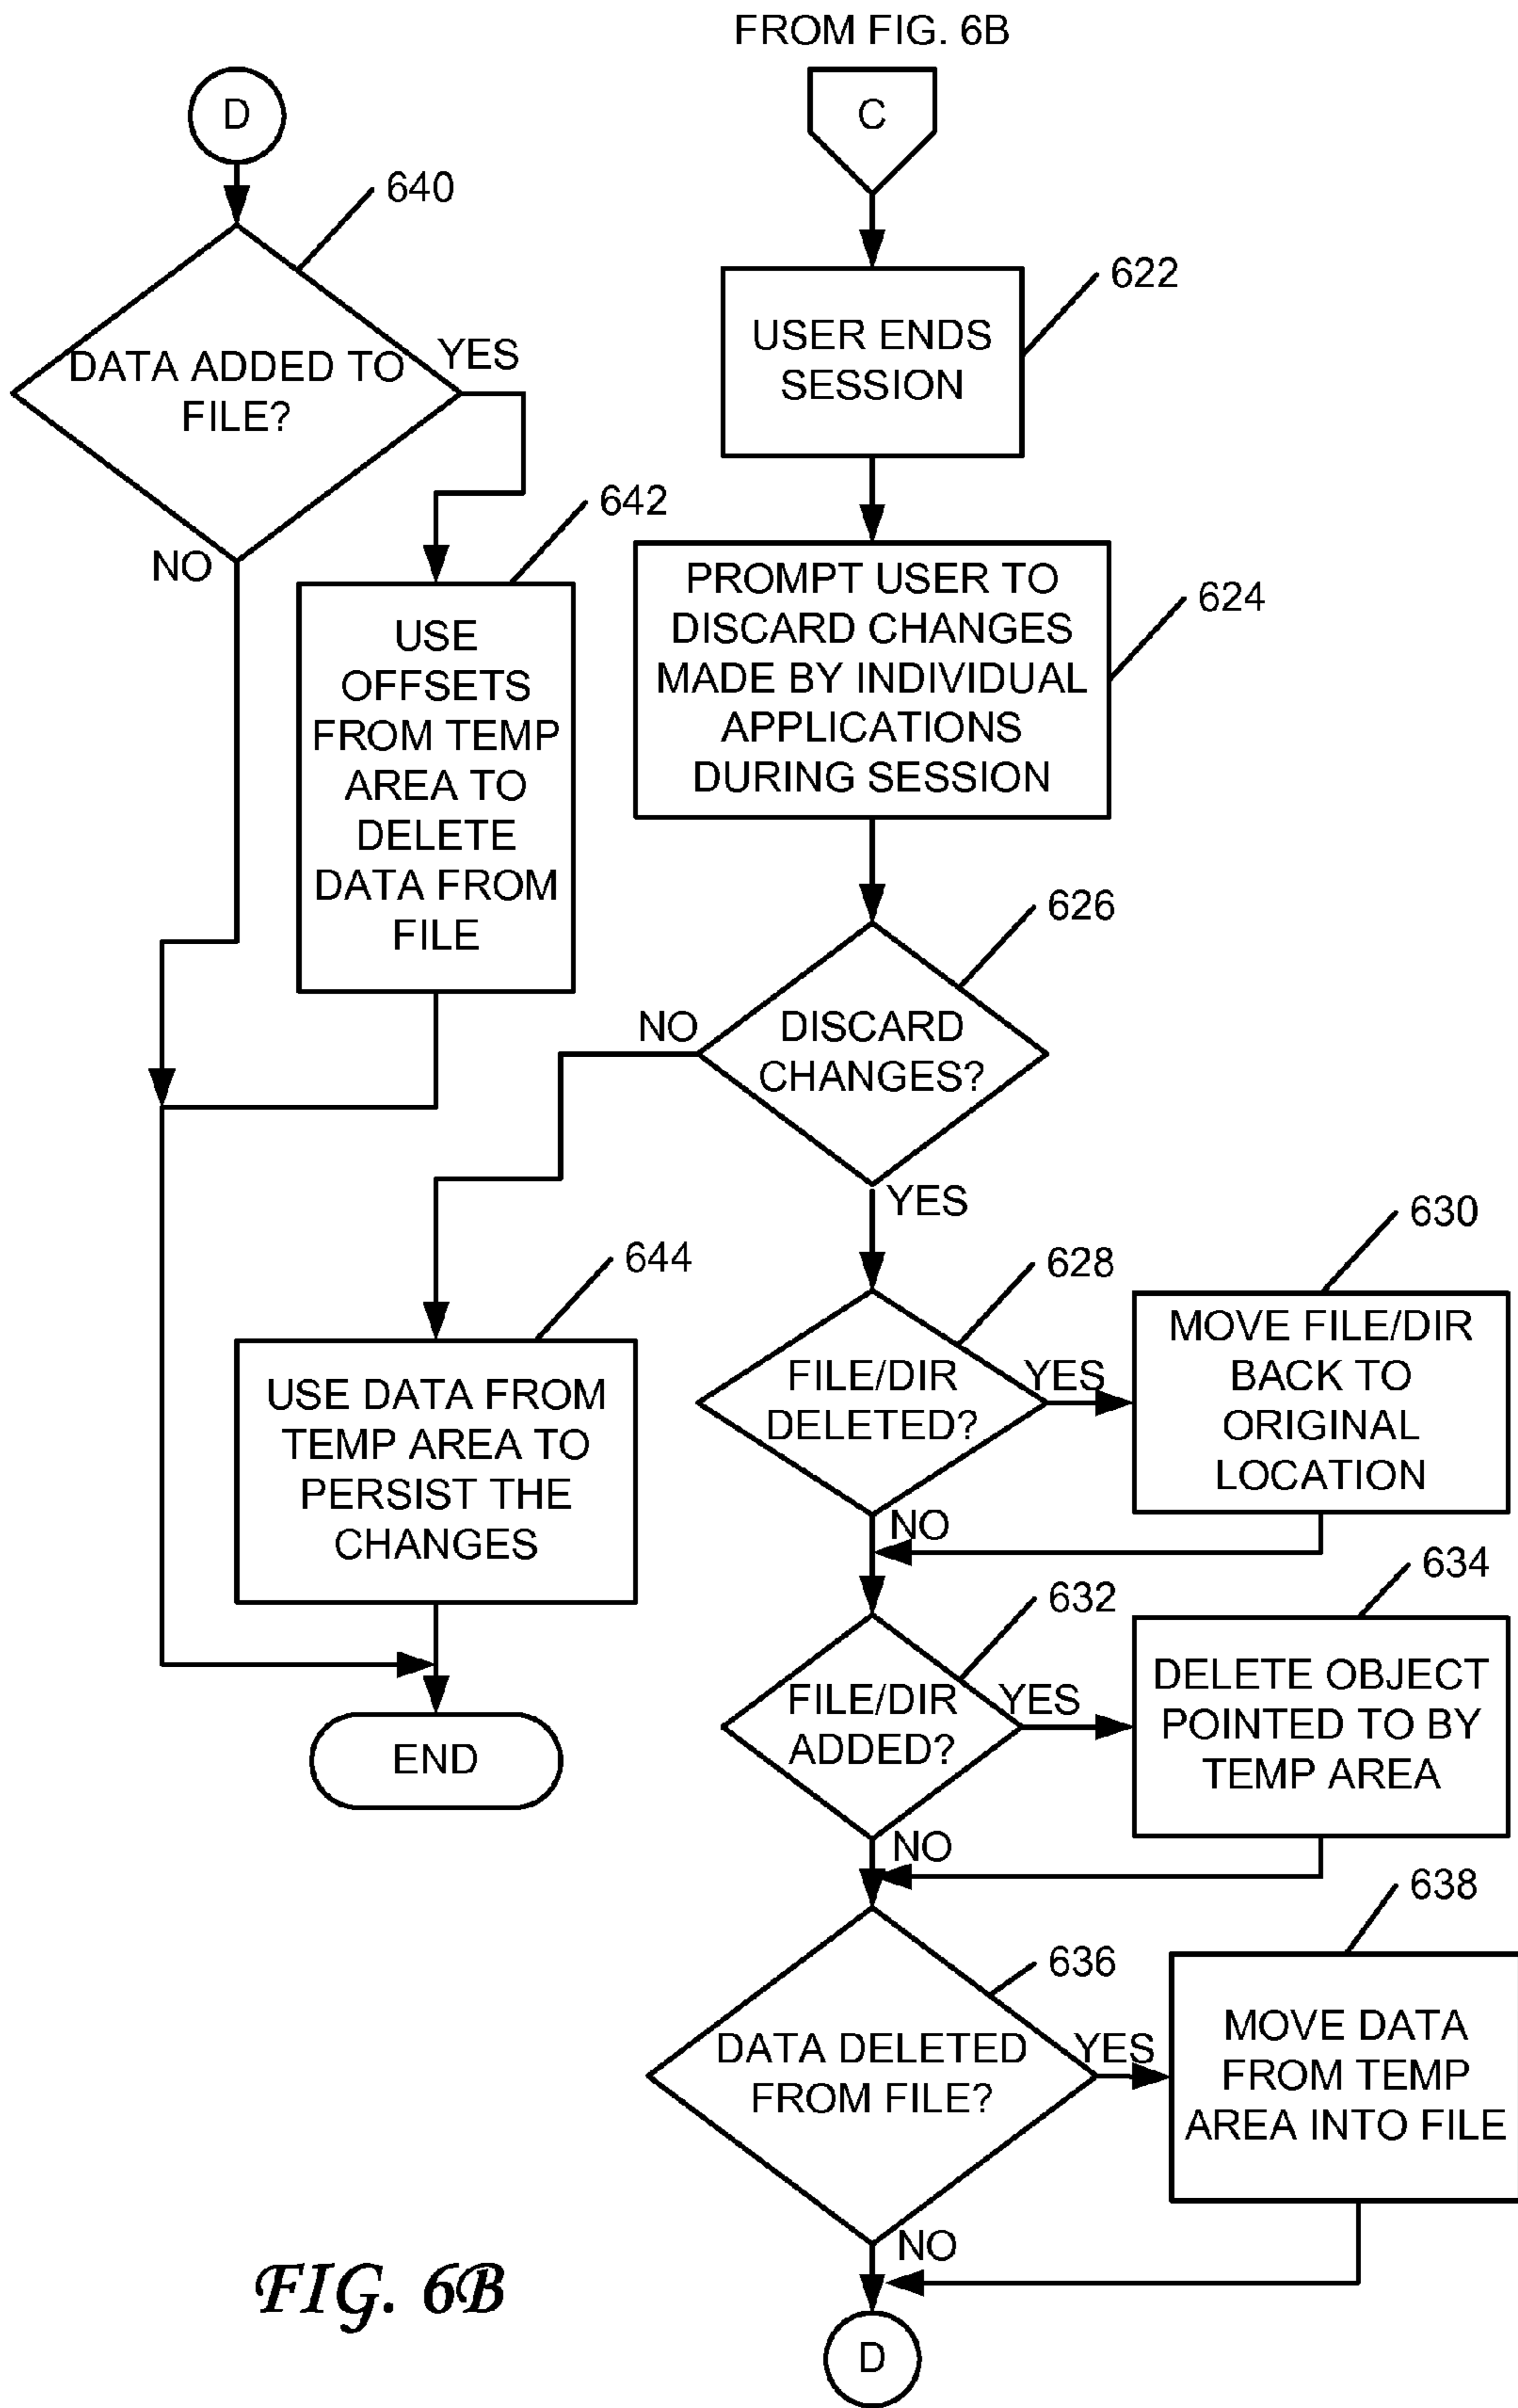 FROM FIG. 6B
C
622
USER ENDS
SESSION
624
PROMPT USER TO
DISCARD CHANGES
MADE BY INDIVIDUAL
APPLICATIONS
DURING SESSION
626
DISCARD
CHANGES?
NO
YES
628
FILE/DIR
DELETED?
YES
NO
630
MOVE FILE/DIR
BACK TO
ORIGINAL
LOCATION
632
FILE/DIR
ADDED?
YES
NO
634
DELETE OBJECT
POINTED TO BY
TEMP AREA
636
DATA DELETED
FROM FILE?
YES
NO
638
MOVE DATA
FROM TEMP
AREA INTO FILE
D
D
640
DATA ADDED TO
FILE?
YES
NO
642
USE
OFFSETS
FROM TEMP
AREA TO
DELETE
DATA FROM
FILE
644
USE DATA FROM
TEMP AREA TO
PERSIST THE
CHANGES
END
FIG. 6B